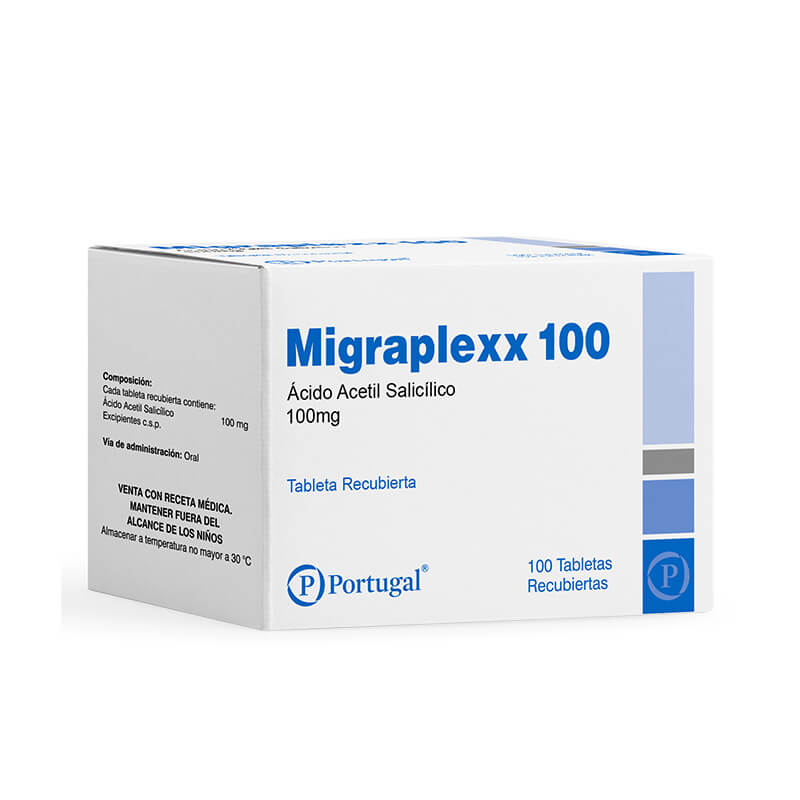 Migraplexx 100
Composición:
Cada tableta recubierta contiene:
Ácido Acetil Salicílico 100 mg
Excipientes c.s.p.
Vía de administración: Oral
VENTA CON RECETA MÉDICA.
MANTENER FUERA DEL
ALCANCE DE LOS NIÑOS
Almacenar a temperatura no mayor a 30 °C
Migraplexx 100
Ácido Acetil Salicílico
100mg
Tableta Recubierta
P Portugal®
100 Tabletas
Recubiertas
P